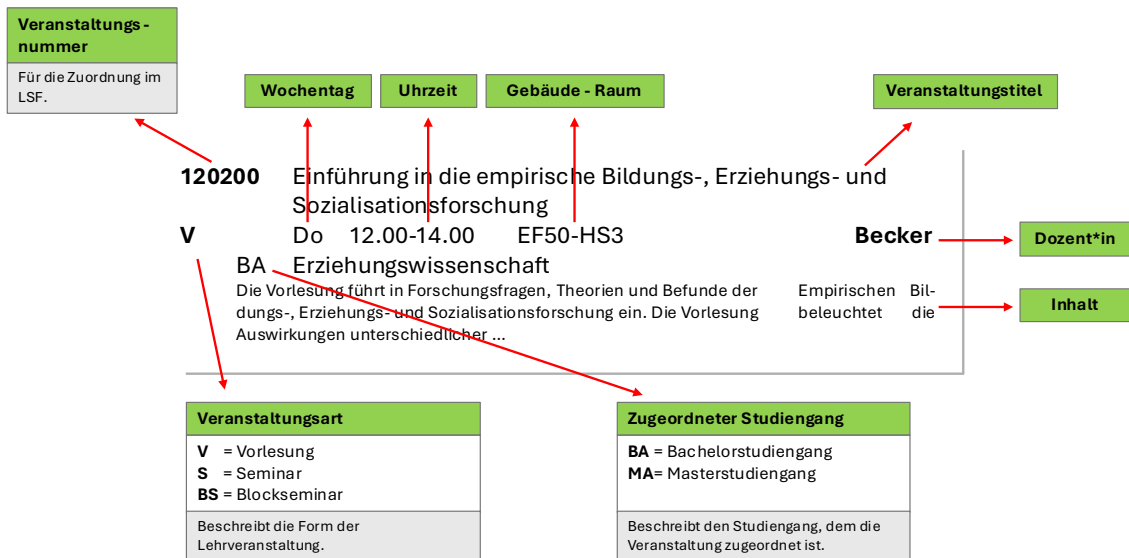 Veranstaltungs-
nummer
Für die Zuordnung im
LSF.
Wochentag
Uhrzeit
Gebäude - Raum
Veranstaltungstitel
120200 Einführung in die empirische Bildungs-, Erziehungs- und
Sozialisationsforschung
V Do 12.00-14.00 EF50-HS3 Becker
Dozent*in
BA Erziehungswissenschaft
Die Vorlesung führt in Forschungsfragen, Theorien und Befunde der Empirischen Bil-
dungs-, Erziehungs- und Sozialisationsforschung ein. Die Vorlesung beleuchtet die
Auswirkungen unterschiedlicher ...
Inhalt
Veranstaltungsart
V = Vorlesung
S = Seminar
BS = Blockseminar
Beschreibt die Form der
Lehrveranstaltung.
Zugeordneter Studiengang
BA = Bachelorstudiengang
MA= Masterstudiengang
Beschreibt den Studiengang, dem die
Veranstaltung zugeordnet ist.